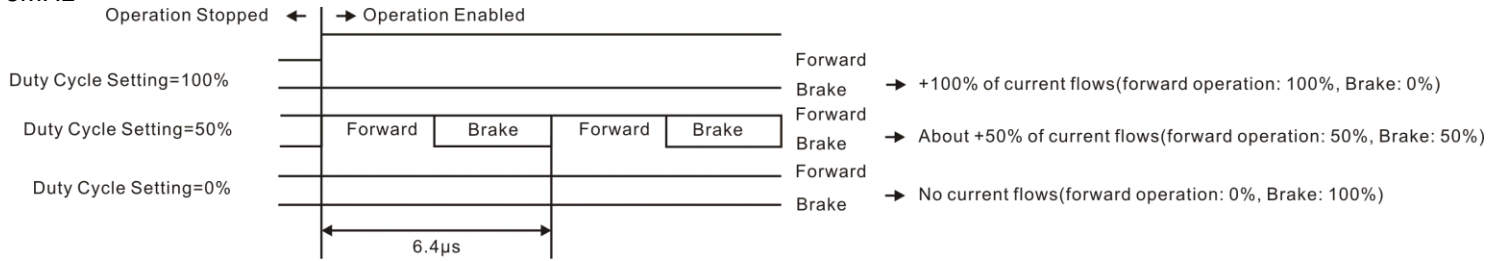 Operation Stopped ← → Operation Enabled
Forward
Duty Cycle Setting=100%
Brake → +100% of current flows(forward operation: 100%, Brake: 0%)
Forward
Duty Cycle Setting=50% Forward Brake Forward Brake
Brake → About +50% of current flows(forward operation: 50%, Brake: 50%)
Forward
Duty Cycle Setting=0%
Brake → No current flows(forward operation: 0%, Brake: 100%)
6.4µs